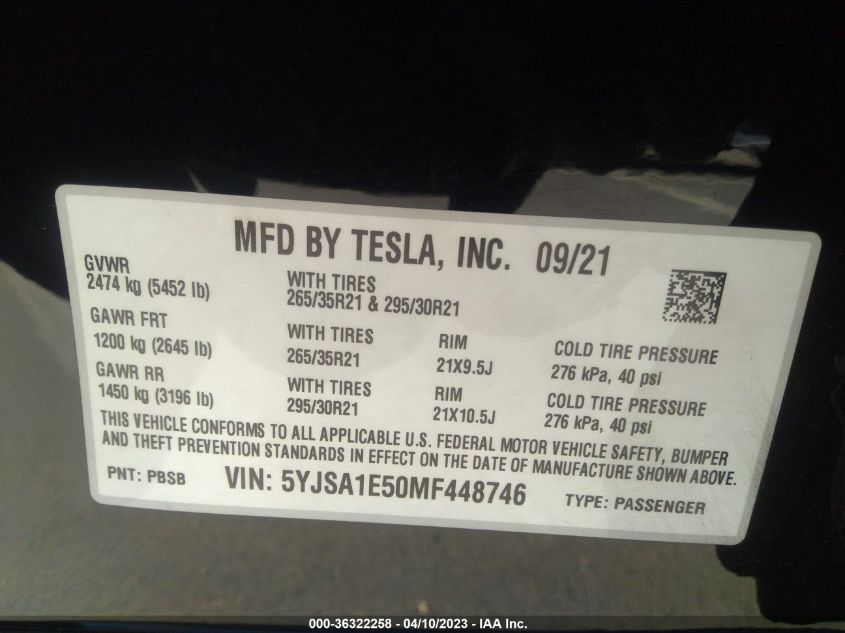 MFD BY TESLA, INC. 09/21
GVWR
2474 kg (5452 lb)
WITH TIRES
265/35R21 & 295/30R21
GAWR FRT
1200 kg (2645 lb)
WITH TIRES
265/35R21
RIM
21X9.5J
COLD TIRE PRESSURE
276 kPa, 40 psi
GAWR RR
1450 kg (3196 lb)
WITH TIRES
295/30R21
RIM
21X10.5J
COLD TIRE PRESSURE
276 kPa, 40 psi
THIS VEHICLE CONFORMS TO ALL APPLICABLE U.S. FEDERAL MOTOR VEHICLE SAFETY, BUMPER
AND THEFT PREVENTION STANDARDS IN EFFECT ON THE DATE OF MANUFACTURE SHOWN ABOVE.
PNT: PBSB VIN: 5YJSA1E50MF448746 TYPE: PASSENGER
000-36322258 - 04/10/2023 - IAA Inc.